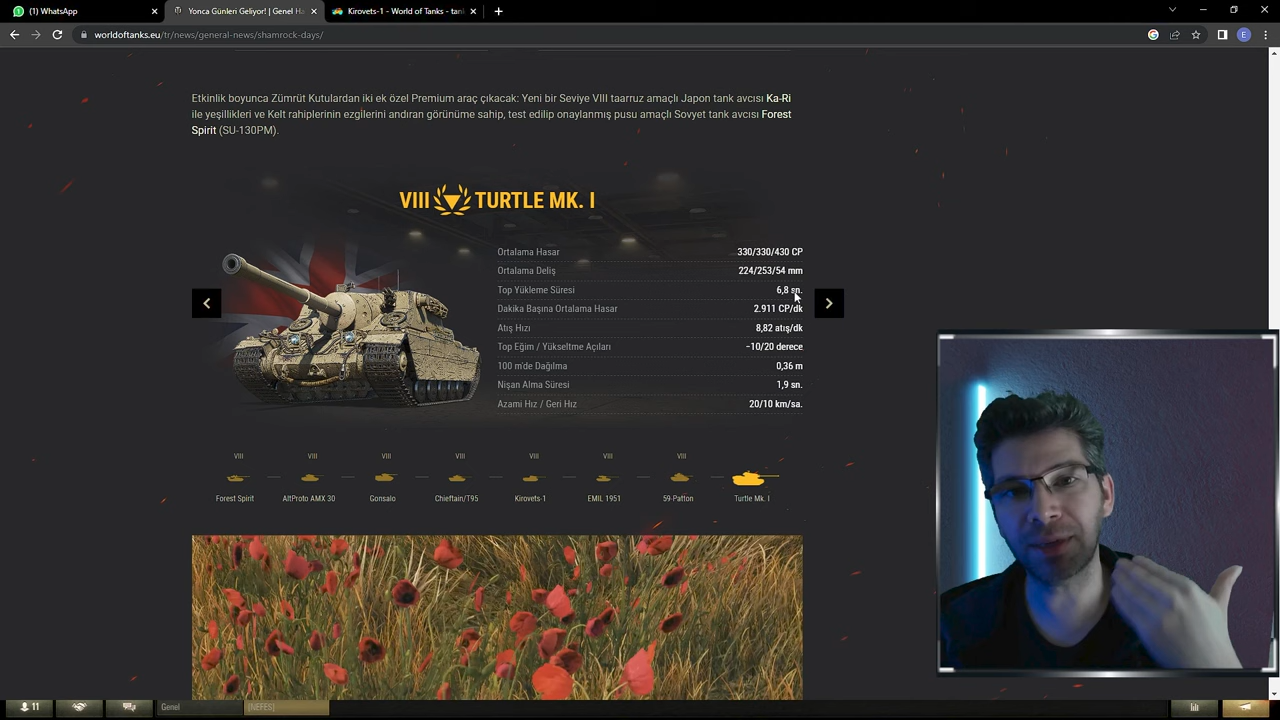 (1) WhatsApp
Yonca Günleri Geliyor! | Genel Ha
Kirovets-1 - World of Tanks - tan
worldoftanks.eu/tr/news/general-news/shamrock-days/
E
Etkinlik boyunca Zümrüt Kutulardan iki ek özel Premium araç çıkacak: Yeni bir Seviye VIII taarruz amaçlı Japon tank avcısı Ka-Ri
ile yeşillikleri ve Kelt rahiplerinin ezgilerini andıran görünüme sahip, test edilip onaylanmış pusu amaçlı Sovyet tank avcısı Forest
Spirit (SU-130PM).
VIII TURTLE MK. I
Ortalama Hasar 330/330/430 CP
Ortalama Deliş 224/253/54 mm
Top Yükleme Süresi 6,8 sn.
Dakika Başına Ortalama Hasar 2.911 CP/dk
Atış Hızı 8,82 atış/dk
Top Eğim / Yükseltme Açıları −10/20 derece
100 m'de Dağılma 0,36 m
Nişan Alma Süresi 1,9 sn.
Azami Hız / Geri Hız 20/10 km/sa.
VIII VIII VIII VIII VIII VIII VIII
Forest Spirit AltProto AMX 30 Gonsalo Chieftain/T95 Kirovets-1 EMIL 1951 59-Patton Turtle Mk. I
11 Genel [NEFES]